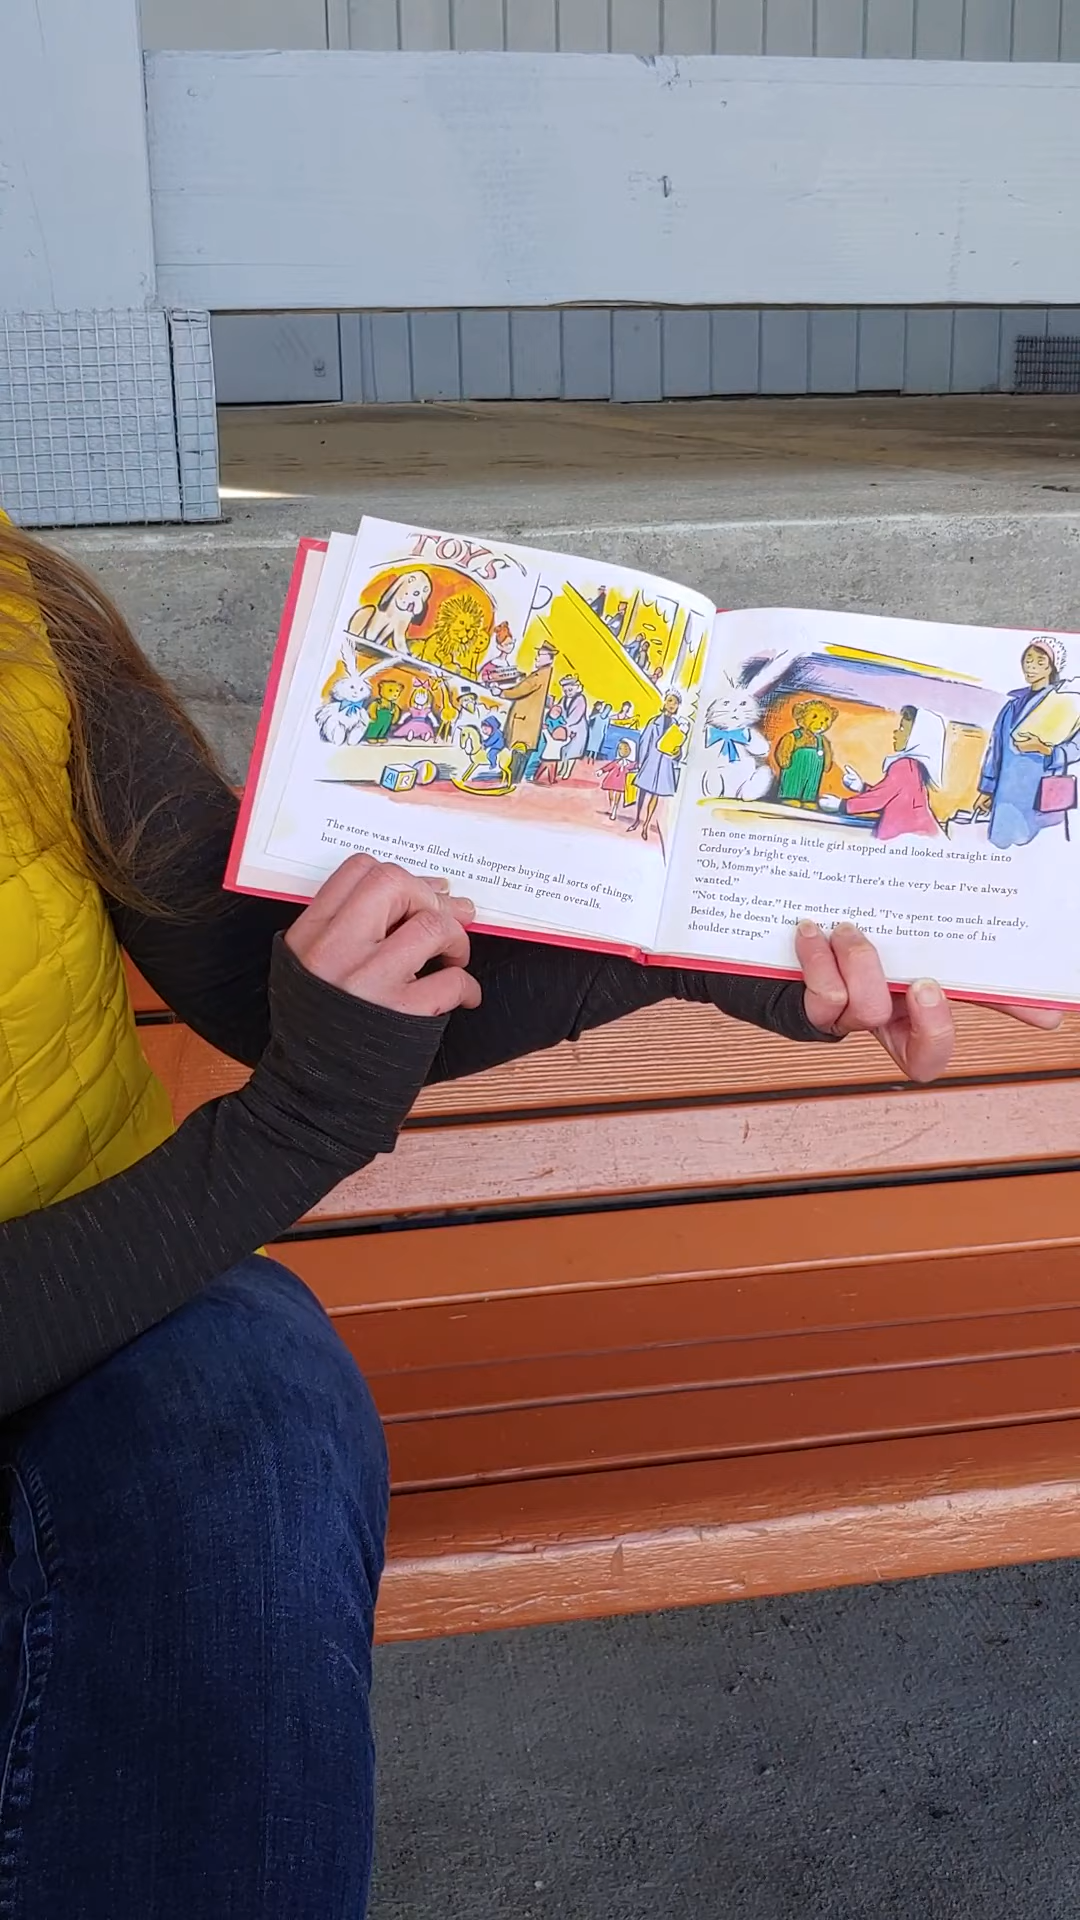 TOYS
The store was always filled with shoppers buying all sorts of things,
but no one ever seemed to want a small bear in green overalls.
Then one morning a little girl stopped and looked straight into
Corduroy's bright eyes.
"Oh, Mommy!" she said. "Look! There's the very bear I've always
wanted."
"Not today, dear." Her mother sighed. "I've spent too much already.
Besides, he doesn't look lost the button to one of his
shoulder straps."